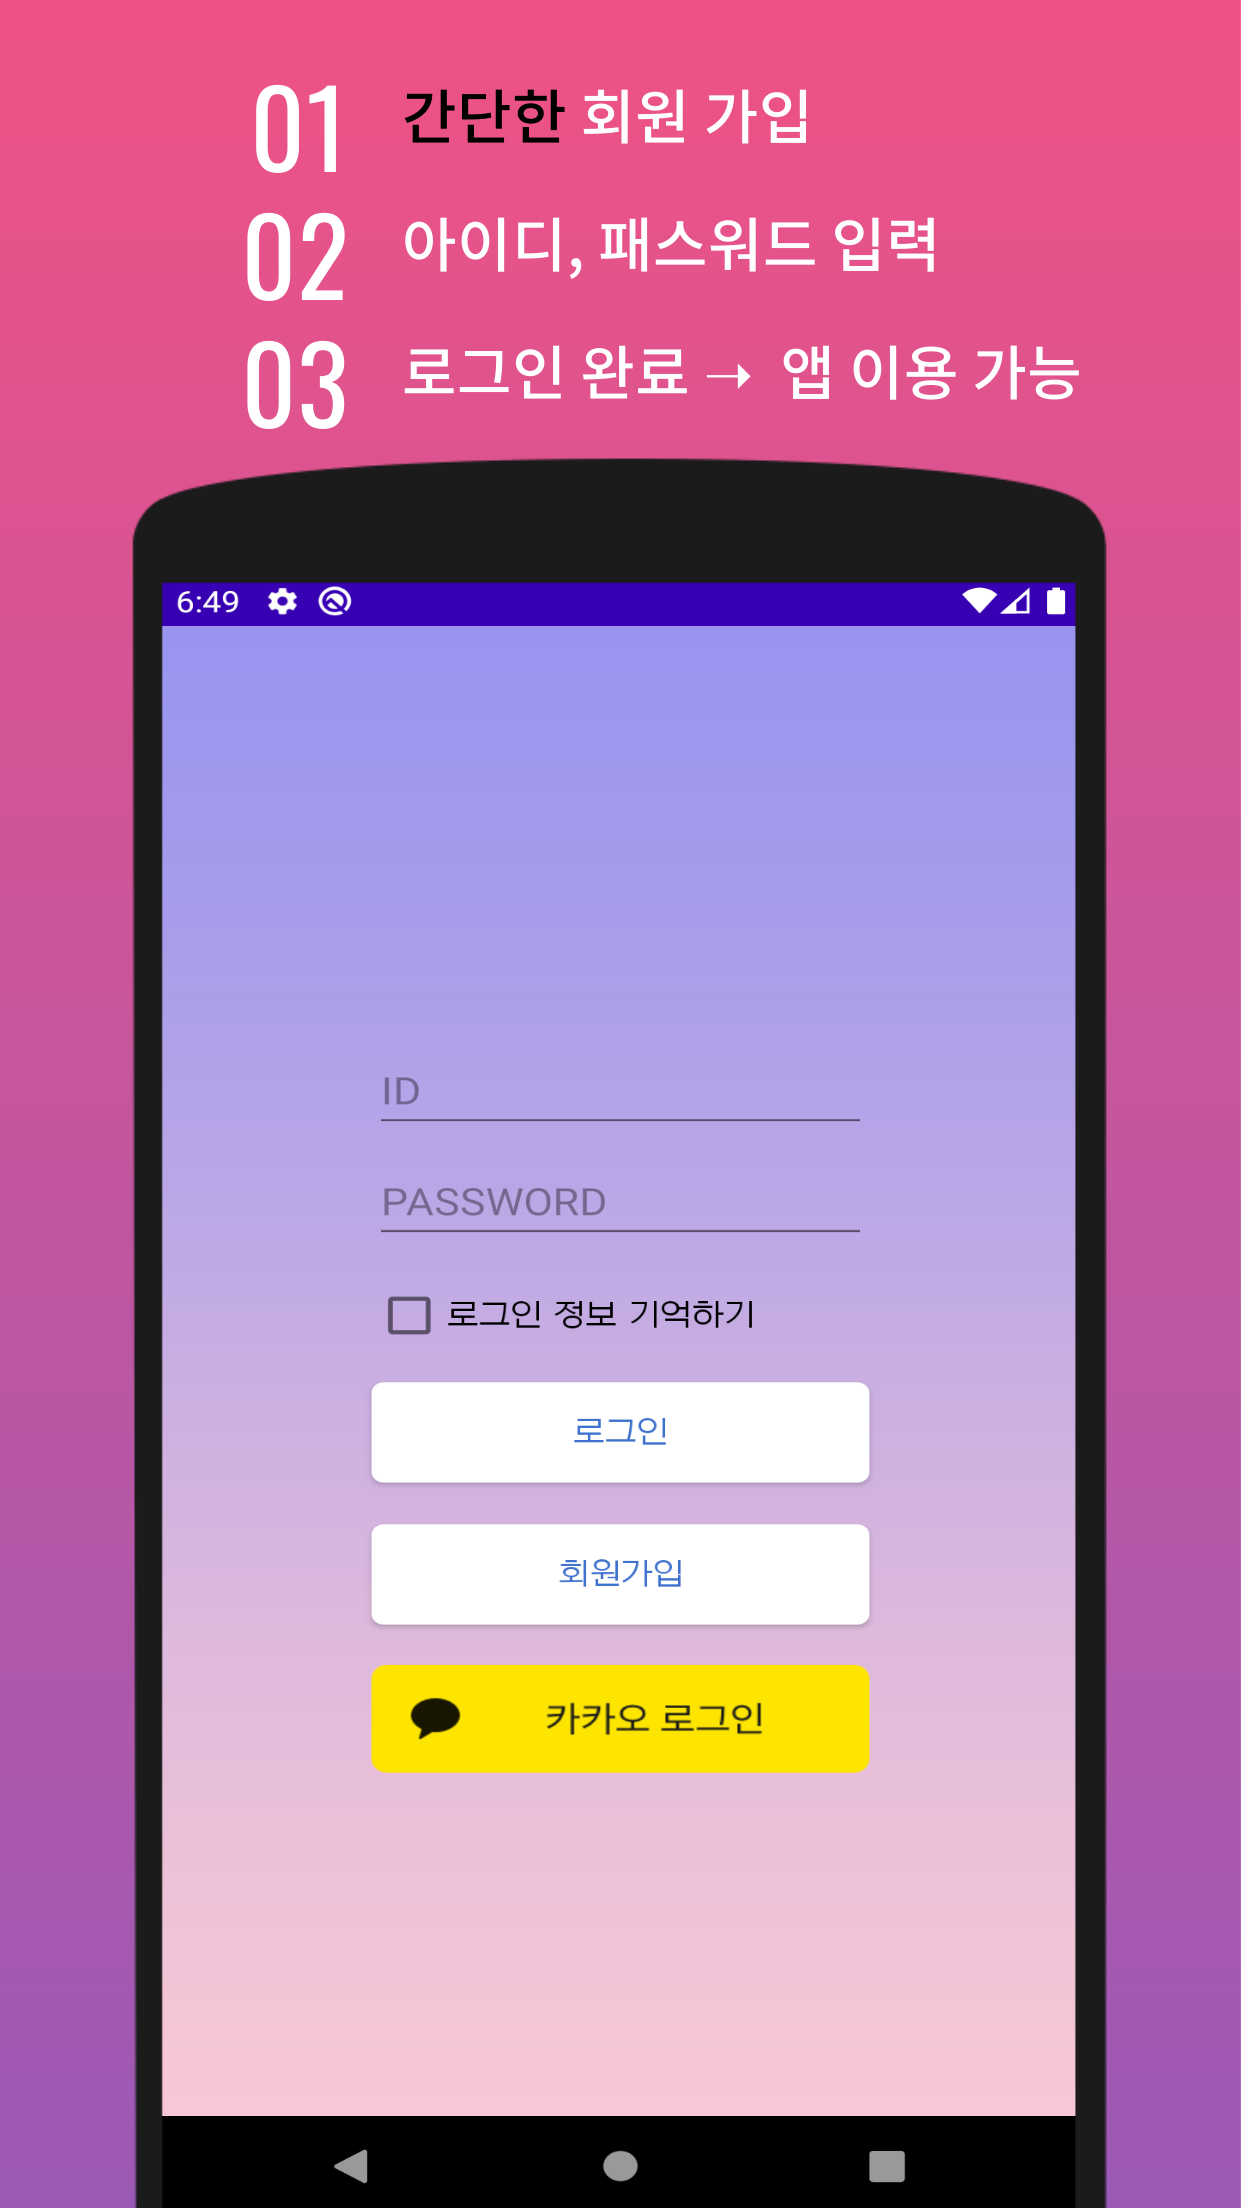 01 간단한 회원 가입
02 아이디, 패스워드 입력
03 로그인 완료 → 앱 이용 가능
6:49
ID
PASSWORD
로그인 정보 기억하기
로그인
회원가입
카카오 로그인